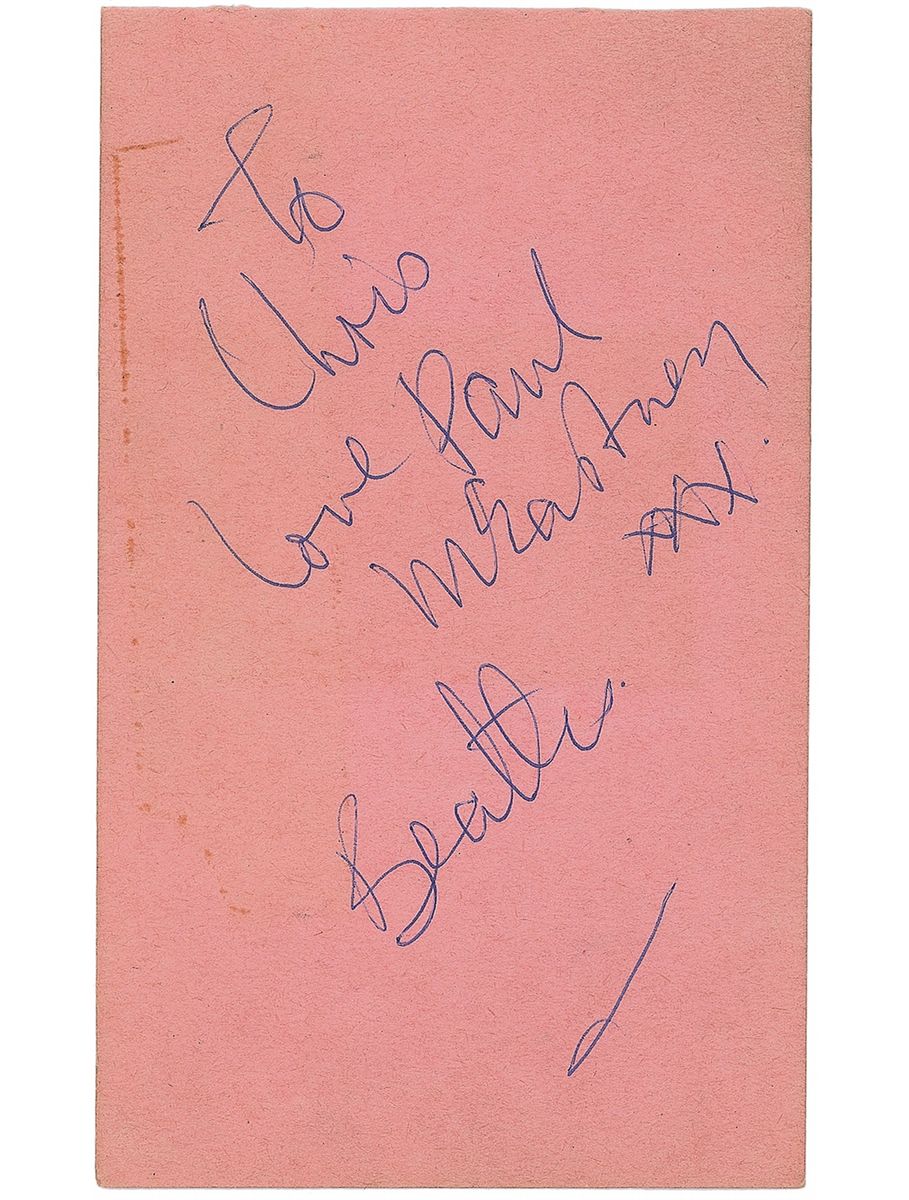 To
Chris
Love Paul
McCartney
XXX.
Beatles.